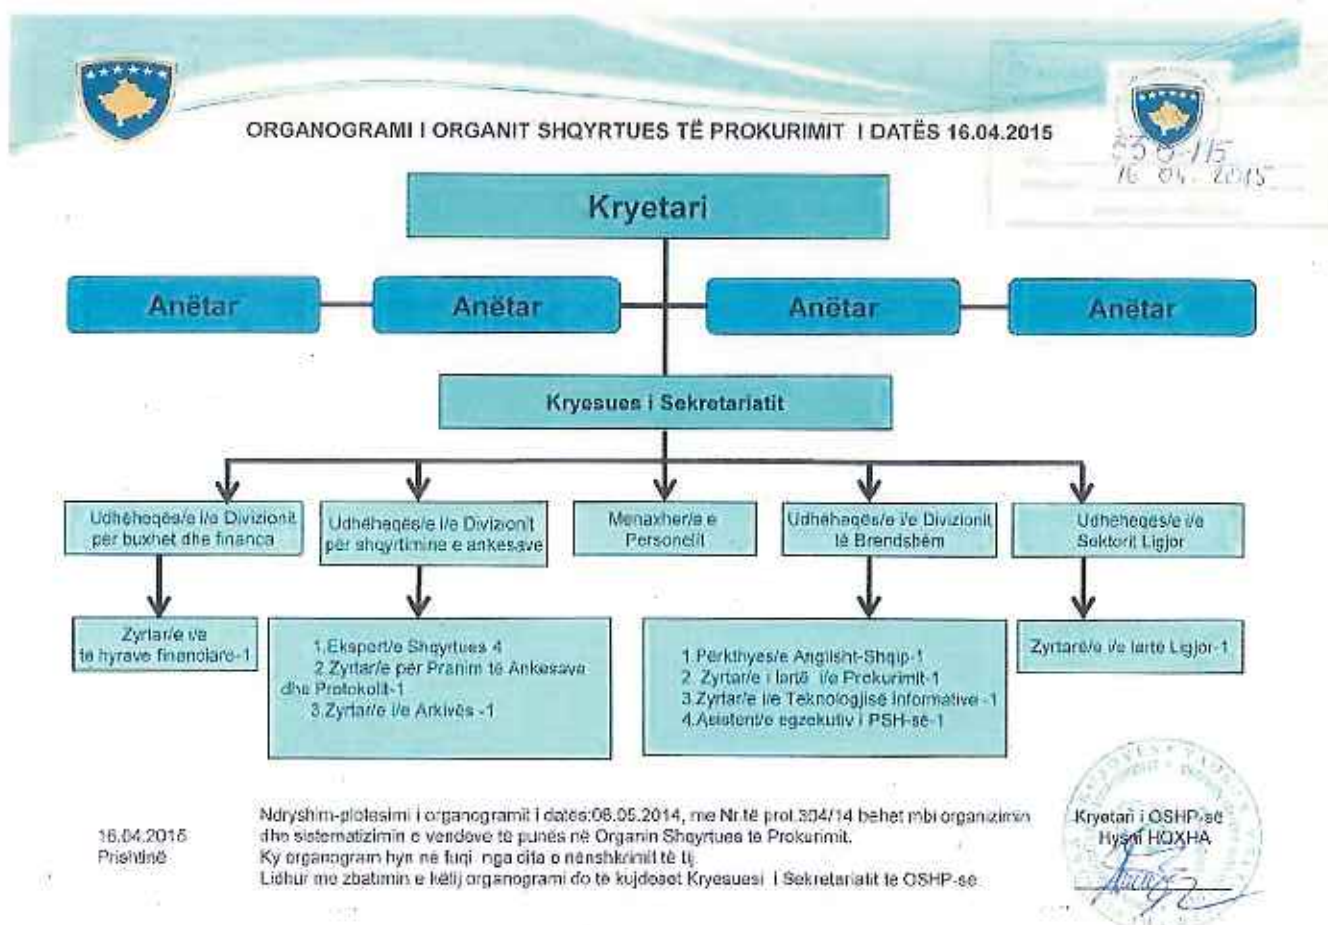 ORGANOGRAMI I ORGANIT SHQYRTUES TË PROKURIMIT I DATËS 16.04.2015
16 04. 2015
Kryetari
Anëtar
Anëtar
Anëtar
Anëtar
Kryesues i Sekretariatit
Udhëheqës/e i/e Divizionit
për buxhet dhe financa
Udhëheqës/e i/e Divizionit
për shqyrtimin e ankesave
Menaxher/e e
Personelit
Udhëheqës/e i/e Divizionit
të Brendshëm
Udhëheqës/e i/e
Sektorit Ligjor
Zyrtar/e i/e
të hyrave financiare-1
1.Ekspert/e Shqyrtues 4
2.Zyrtar/e për Pranim të Ankesave
dhe Protokolit-1
3.Zyrtar/e i/e Arkivës -1
1.Përkthyes/e Anglisht-Shqip-1
2. Zyrtar/e i lartë i/e Prokurimit-1
3.Zyrtar/e i/e Teknologjisë Informative -1
4.Asistent/e egzekutiv i PSH-së-1
Zyrtarë/e i/e lartë Ligjor-1
16.04.2015
Prishtinë
Ndryshim-plotësimi i organogramit i datës:06.05.2014, me Nr.të prot.304/14 bëhet mbi organizimin
dhe sistematizimin e vendeve të punës në Organin Shqyrtues të Prokurimit.
Ky organogram hyn në fuqi nga dita e nënshkrimit të tij.
Lidhur me zbatimin e këtij organogrami do të kujdoset Kryesuesi i Sekretariatit të OSHP-së
Kryetari i OSHP-së
Hysni HOXHA